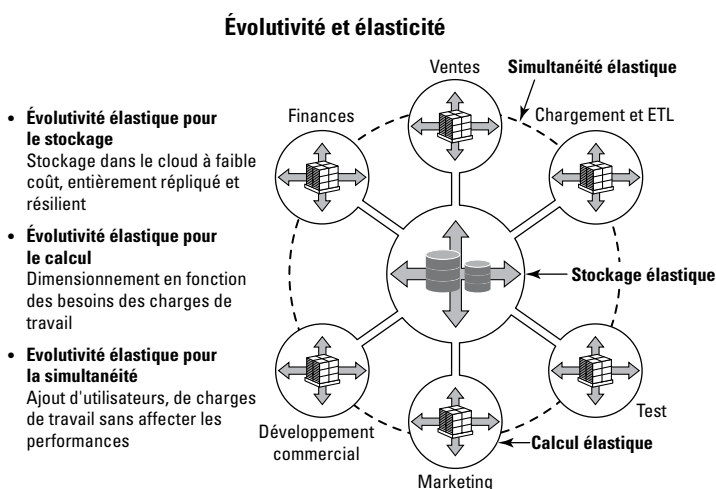 Évolutivité et élasticité
• Évolutivité élastique pour
le stockage
Stockage dans le cloud à faible
coût, entièrement répliqué et
résilient
• Évolutivité élastique pour
le calcul
Dimensionnement en fonction
des besoins des charges de
travail
• Evolutivité élastique pour
la simultanéité
Ajout d'utilisateurs, de charges
de travail sans affecter les
performances
Ventes
Simultanéité élastique
Finances
Chargement et ETL
Stockage élastique
Test
Développement
commercial
Calcul élastique
Marketing